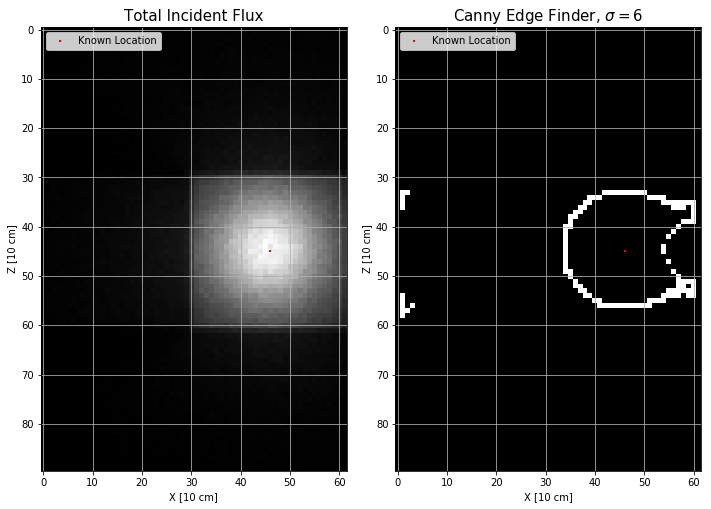 Total Incident Flux
Known Location
0
10
20
30
40
50
60
70
80
Z [10 cm]
0 10 20 30 40 50 60
X [10 cm]
Canny Edge Finder, σ = 6
Known Location
0
10
20
30
40
50
60
70
80
Z [10 cm]
0 10 20 30 40 50 60
X [10 cm]